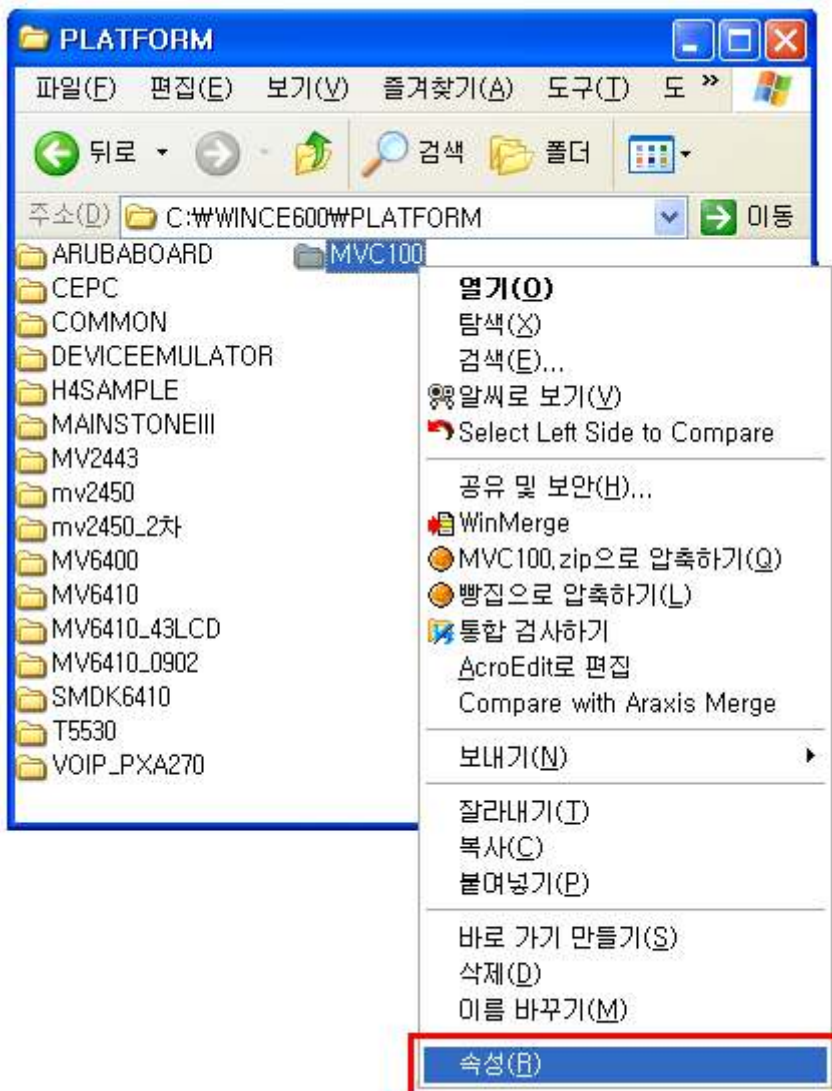 PLATFORM
파일(F) 편집(E) 보기(V) 즐겨찾기(A) 도구(T) 도 »
뒤로 검색 폴더
주소(D) C:₩WINCE600₩PLATFORM 이동
ARUBABOARD MVC100
CEPC
COMMON
DEVICEEMULATOR
H4SAMPLE
MAINSTONEIII
MV2443
mv2450
mv2450_2차
MV6400
MV6410
MV6410_43LCD
MV6410_0902
SMDK6410
T5530
VOIP_PXA270
열기(O)
탐색(X)
검색(E)...
알씨로 보기(V)
Select Left Side to Compare
공유 및 보안(H)...
WinMerge
MVC100.zip으로 압축하기(Q)
빵집으로 압축하기(L)
통합 검사하기
AcroEdit로 편집
Compare with Araxis Merge
보내기(N)
잘라내기(T)
복사(C)
붙여넣기(P)
바로 가기 만들기(S)
삭제(D)
이름 바꾸기(M)
속성(R)